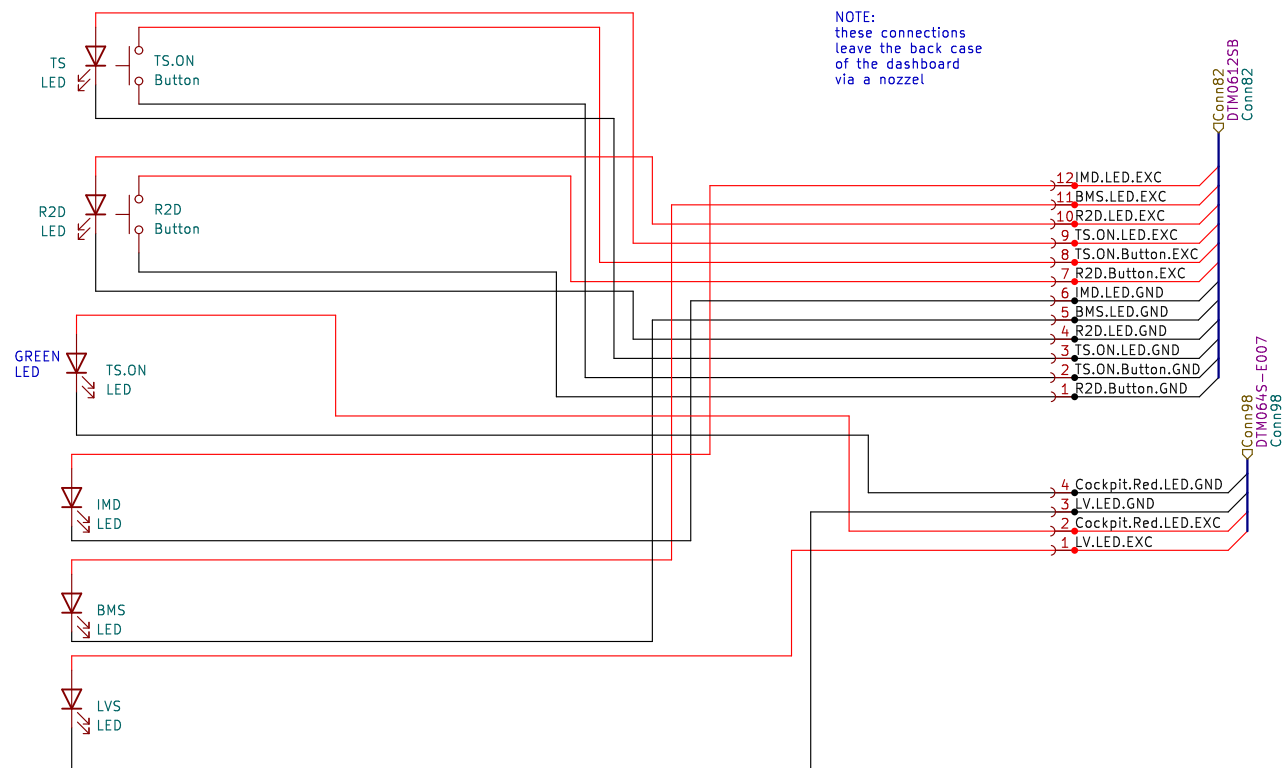 NOTE:
these connections
leave the back case
of the dashboard
via a nozzel
TS
LED
TS.ON
Button
R2D
LED
R2D
Button
GREEN
LED
TS.ON
LED
IMD
LED
BMS
LED
LVS
LED
Conn82
DTM0612SB
Conn82
12 IMD.LED.EXC
11 BMS.LED.EXC
10 R2D.LED.EXC
9 TS.ON.LED.EXC
8 TS.ON.Button.EXC
7 R2D.Button.EXC
6 IMD.LED.GND
5 BMS.LED.GND
4 R2D.LED.GND
3 TS.ON.LED.GND
2 TS.ON.Button.GND
1 R2D.Button.GND
Conn98
DTM064S-E007
Conn98
4 Cockpit.Red.LED.GND
3 LV.LED.GND
2 Cockpit.Red.LED.EXC
1 LV.LED.EXC